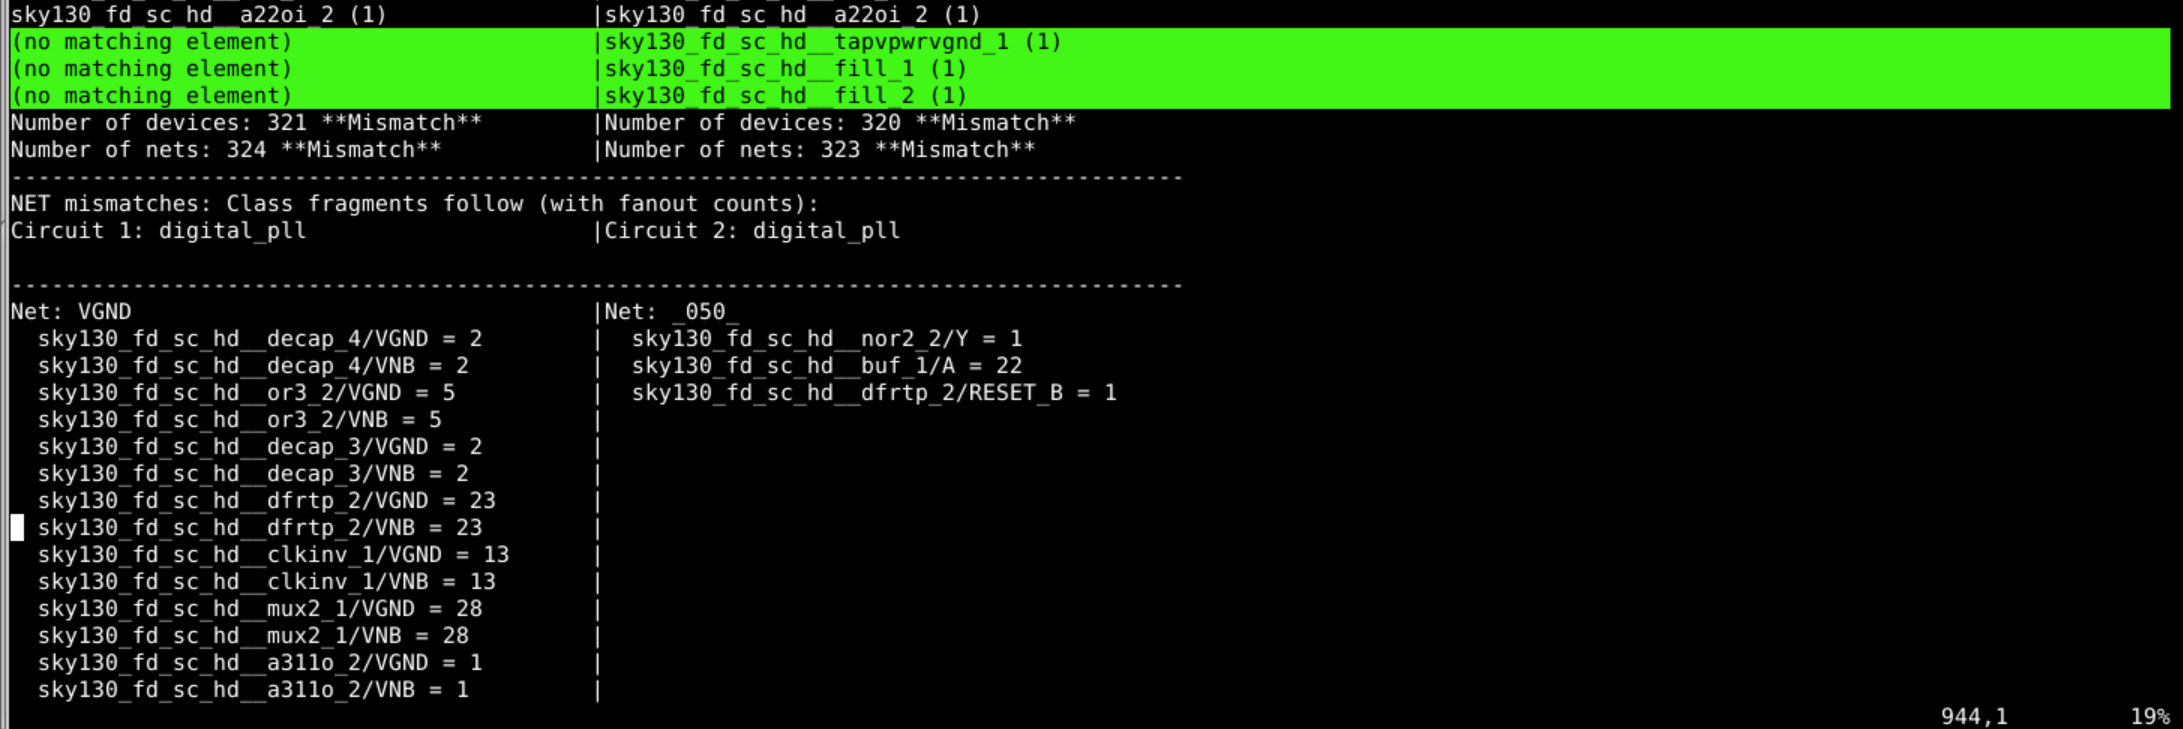 sky130_fd_sc_hd__a22oi_2 (1)                |sky130_fd_sc_hd__a22oi_2 (1)
(no matching element)                       |sky130_fd_sc_hd__tapvpwrvgnd_1 (1)
(no matching element)                       |sky130_fd_sc_hd__fill_1 (1)
(no matching element)                       |sky130_fd_sc_hd__fill_2 (1)
Number of devices: 321 **Mismatch**         |Number of devices: 320 **Mismatch**
Number of nets: 324 **Mismatch**            |Number of nets: 323 **Mismatch**
---------------------------------------------------------------------------------------
NET mismatches: Class fragments follow (with fanout counts):
Circuit 1: digital_pll                      |Circuit 2: digital_pll
---------------------------------------------------------------------------------------
Net: VGND                                   |Net: _050_
  sky130_fd_sc_hd__decap_4/VGND = 2         |  sky130_fd_sc_hd__nor2_2/Y = 1
  sky130_fd_sc_hd__decap_4/VNB = 2          |  sky130_fd_sc_hd__buf_1/A = 22
  sky130_fd_sc_hd__or3_2/VGND = 5           |  sky130_fd_sc_hd__dfrtp_2/RESET_B = 1
  sky130_fd_sc_hd__or3_2/VNB = 5            |
  sky130_fd_sc_hd__decap_3/VGND = 2         |
  sky130_fd_sc_hd__decap_3/VNB = 2          |
  sky130_fd_sc_hd__dfrtp_2/VGND = 23        |
  sky130_fd_sc_hd__dfrtp_2/VNB = 23         |
  sky130_fd_sc_hd__clkinv_1/VGND = 13       |
  sky130_fd_sc_hd__clkinv_1/VNB = 13        |
  sky130_fd_sc_hd__mux2_1/VGND = 28         |
  sky130_fd_sc_hd__mux2_1/VNB = 28          |
  sky130_fd_sc_hd__a311o_2/VGND = 1         |
  sky130_fd_sc_hd__a311o_2/VNB = 1          |
944,1 19%